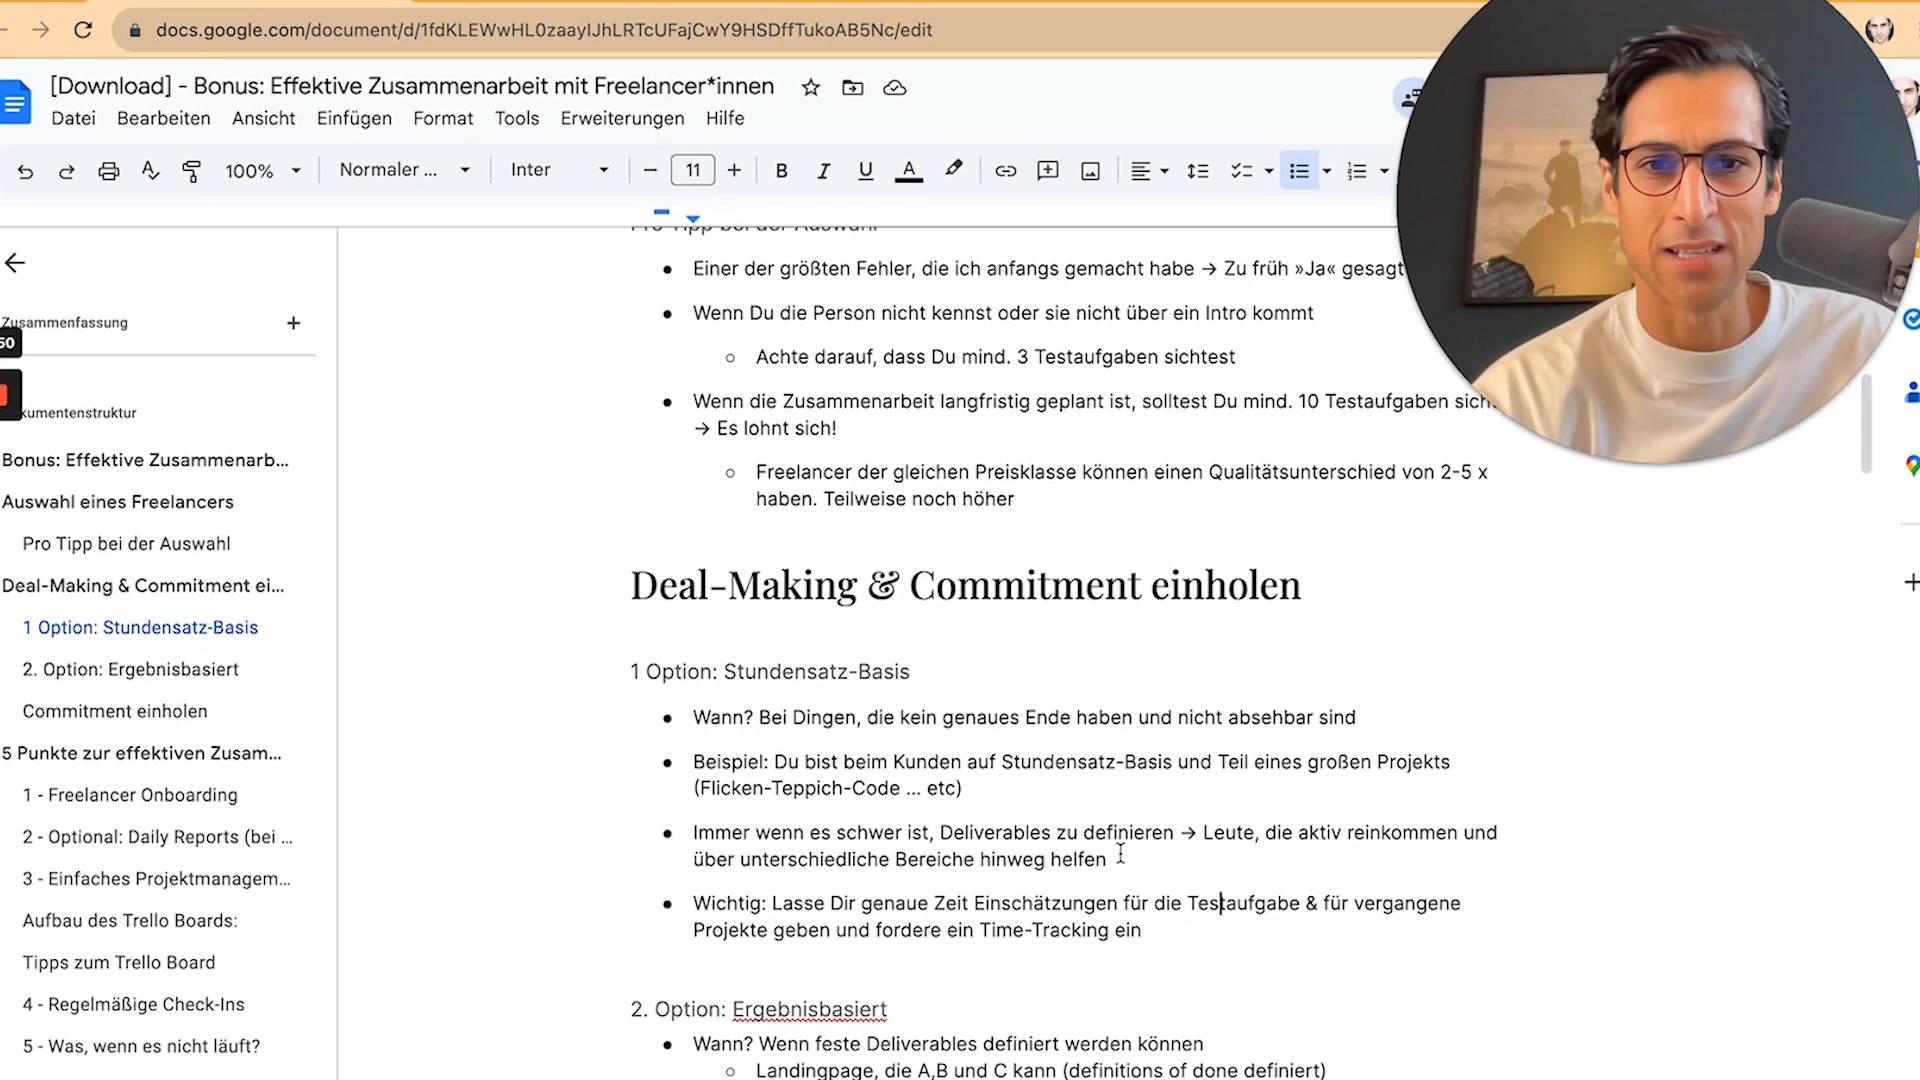 docs.google.com/document/d/1fdKLEWwHL0zaayIJhLRTcUFajCwY9HSDffTukoAB5Nc/edit
[Download] - Bonus: Effektive Zusammenarbeit mit Freelancer*innen
Datei Bearbeiten Ansicht Einfügen Format Tools Erweiterungen Hilfe
100% Normaler ... Inter 11
Zusammenfassung
50
kumentenstruktur
Bonus: Effektive Zusammenarb...
Auswahl eines Freelancers
Pro Tipp bei der Auswahl
Deal-Making & Commitment ei...
1 Option: Stundensatz-Basis
2. Option: Ergebnisbasiert
Commitment einholen
5 Punkte zur effektiven Zusam...
1 - Freelancer Onboarding
2 - Optional: Daily Reports (bei ...
3 - Einfaches Projektmanagem...
Aufbau des Trello Boards:
Tipps zum Trello Board
4 - Regelmäßige Check-Ins
5 - Was, wenn es nicht läuft?
Pro Tipp bei der Auswahl
Einer der größten Fehler, die ich anfangs gemacht habe → Zu früh »Ja« gesagt
Wenn Du die Person nicht kennst oder sie nicht über ein Intro kommt
Achte darauf, dass Du mind. 3 Testaufgaben sichtest
Wenn die Zusammenarbeit langfristig geplant ist, solltest Du mind. 10 Testaufgaben sich
→ Es lohnt sich!
Freelancer der gleichen Preisklasse können einen Qualitätsunterschied von 2-5 x
haben. Teilweise noch höher
Deal-Making & Commitment einholen
1 Option: Stundensatz-Basis
Wann? Bei Dingen, die kein genaues Ende haben und nicht absehbar sind
Beispiel: Du bist beim Kunden auf Stundensatz-Basis und Teil eines großen Projekts
(Flicken-Teppich-Code ... etc)
Immer wenn es schwer ist, Deliverables zu definieren → Leute, die aktiv reinkommen und
über unterschiedliche Bereiche hinweg helfen
Wichtig: Lasse Dir genaue Zeit Einschätzungen für die Testaufgabe & für vergangene
Projekte geben und fordere ein Time-Tracking ein
2. Option: Ergebnisbasiert
Wann? Wenn feste Deliverables definiert werden können
Landingpage, die A,B und C kann (definitions of done definiert)